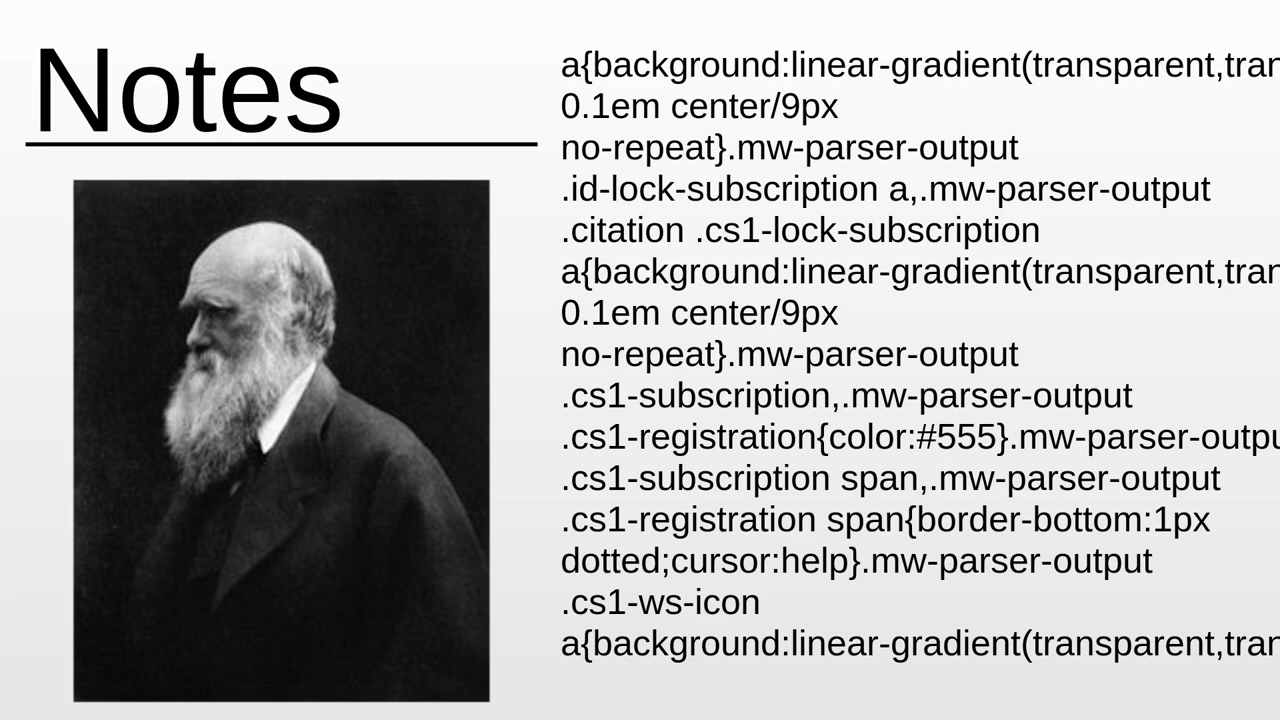 Notes
a{background:linear-gradient(transparent,tran
0.1em center/9px
no-repeat}.mw-parser-output
.id-lock-subscription a,.mw-parser-output
.citation .cs1-lock-subscription
a{background:linear-gradient(transparent,tran
0.1em center/9px
no-repeat}.mw-parser-output
.cs1-subscription,.mw-parser-output
.cs1-registration{color:#555}.mw-parser-outpu
.cs1-subscription span,.mw-parser-output
.cs1-registration span{border-bottom:1px
dotted;cursor:help}.mw-parser-output
.cs1-ws-icon
a{background:linear-gradient(transparent,tran